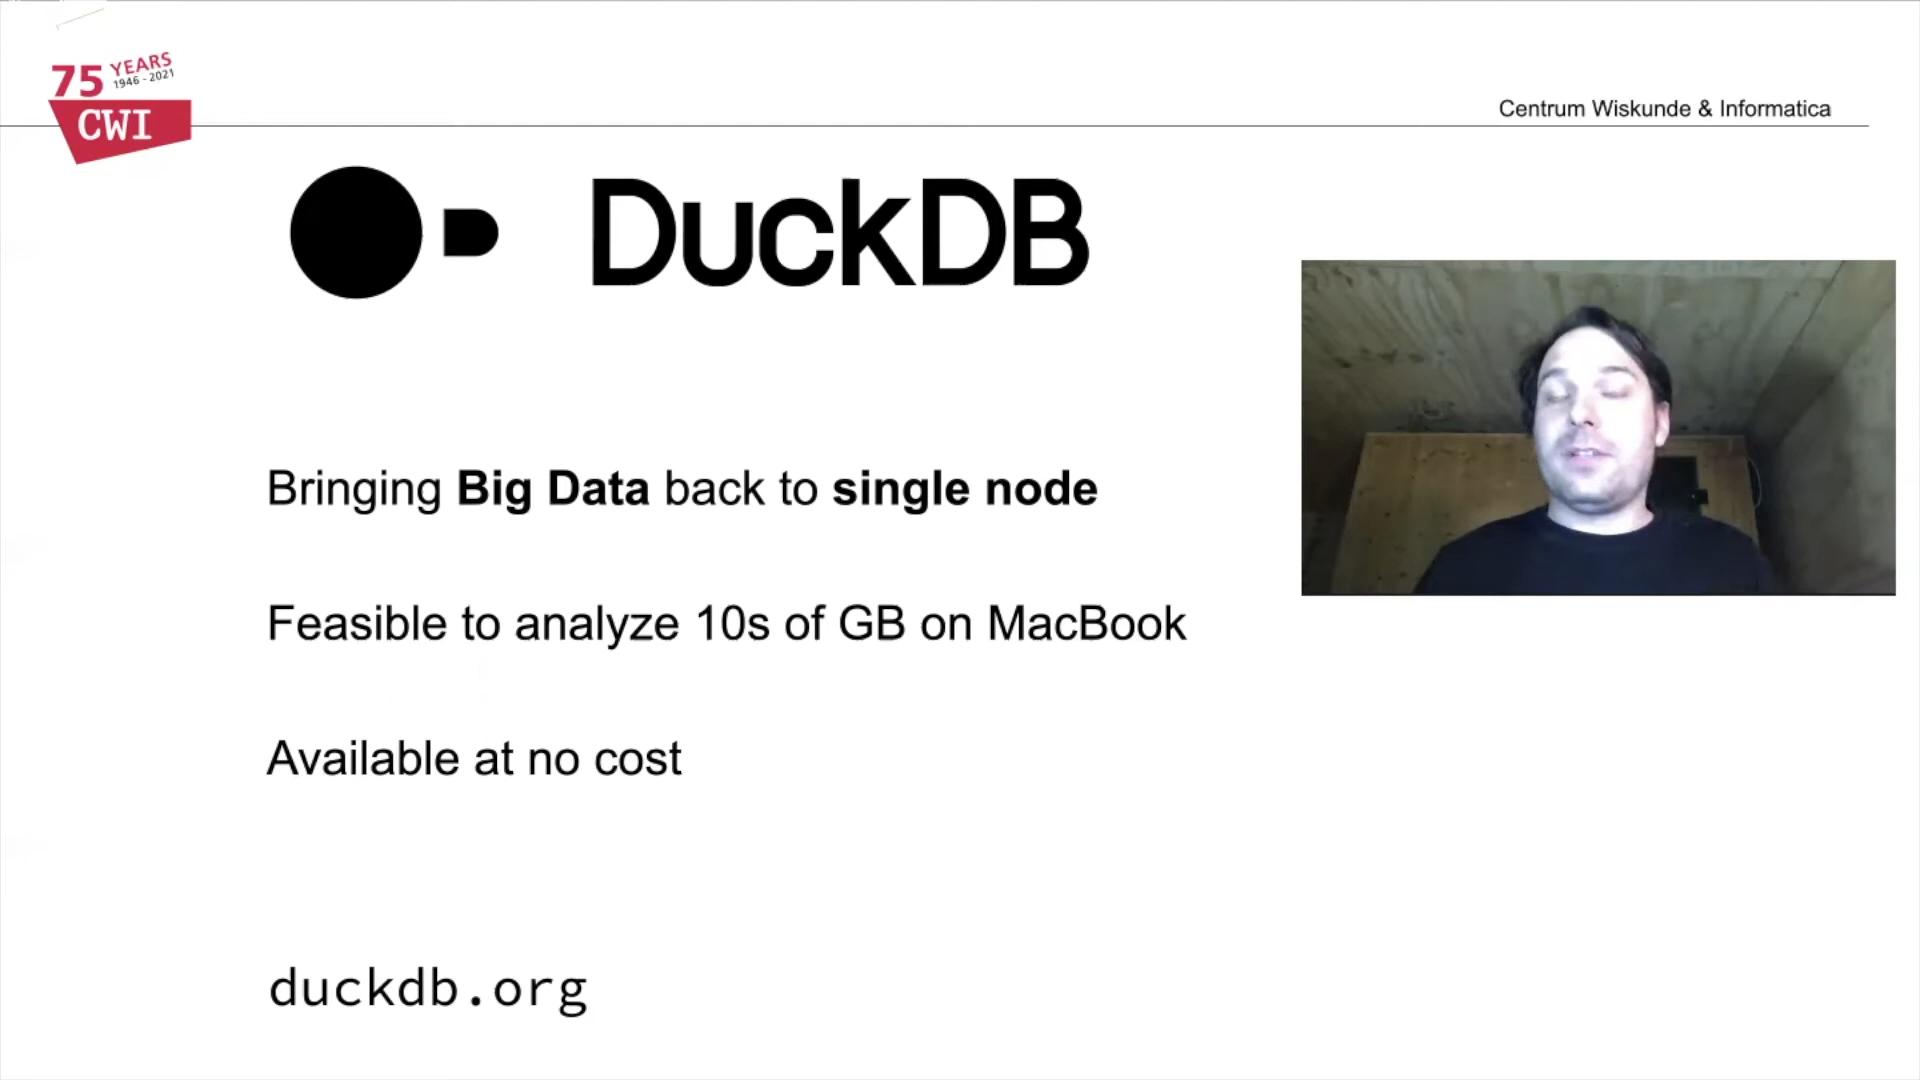 75 YEARS
1946 - 2021
CWI
Centrum Wiskunde & Informatica
DuckDB
Bringing Big Data back to single node
Feasible to analyze 10s of GB on MacBook
Available at no cost
duckdb.org